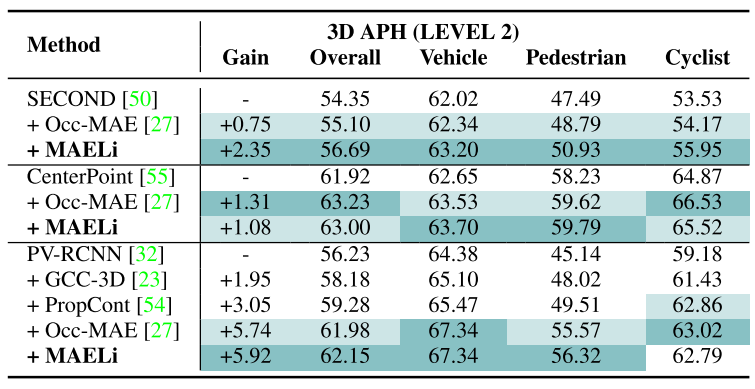 Method 3D APH (LEVEL 2)
Gain Overall Vehicle Pedestrian Cyclist
SECOND [50] - 54.35 62.02 47.49 53.53
+ Occ-MAE [27] +0.75 55.10 62.34 48.79 54.17
+ MAELi +2.35 56.69 63.20 50.93 55.95
CenterPoint [55] - 61.92 62.65 58.23 64.87
+ Occ-MAE [27] +1.31 63.23 63.53 59.62 66.53
+ MAELi +1.08 63.00 63.70 59.79 65.52
PV-RCNN [32] - 56.23 64.38 45.14 59.18
+ GCC-3D [23] +1.95 58.18 65.10 48.02 61.43
+ PropCont [54] +3.05 59.28 65.47 49.51 62.86
+ Occ-MAE [27] +5.74 61.98 67.34 55.57 63.02
+ MAELi +5.92 62.15 67.34 56.32 62.79